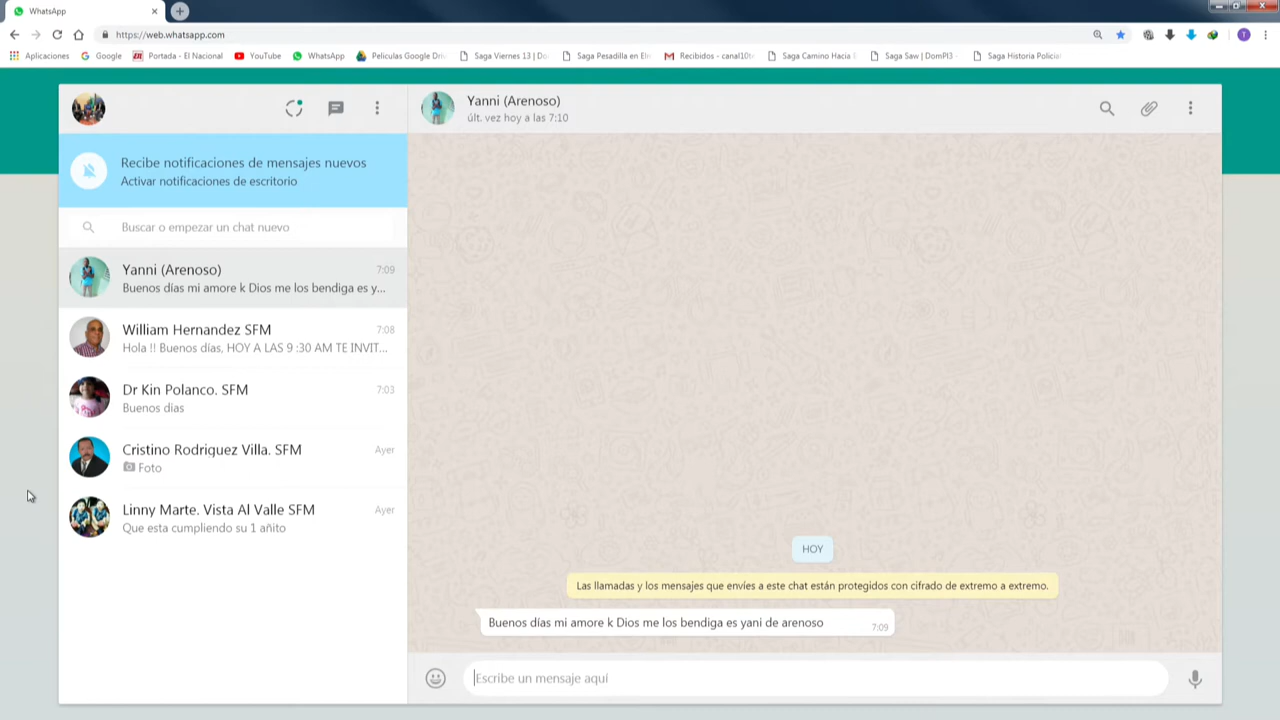 WhatsApp
https://web.whatsapp.com
Aplicaciones
Google
Portada - El Nacional
YouTube
WhatsApp
Peliculas Google Driv
Saga Viernes 13 | Do
Saga Pesadilla en Elm
Recibidos - canal10tv
Saga Camino Hacia E
Saga Saw | DomPl3 -
Saga Historia Policial
T
Yanni (Arenoso)
últ. vez hoy a las 7:10
Recibe notificaciones de mensajes nuevos
Activar notificaciones de escritorio
Buscar o empezar un chat nuevo
Yanni (Arenoso) 7:09
Buenos días mi amore k Dios me los bendiga es y...
William Hernandez SFM 7:08
Hola !! Buenos días, HOY A LAS 9 :30 AM TE INVIT...
Dr Kin Polanco. SFM 7:03
Buenos dias
Cristino Rodriquez Villa. SFM Ayer
Foto
Linny Marte. Vista Al Valle SFM Ayer
Que esta cumpliendo su 1 añito
HOY
Las llamadas y los mensajes que envíes a este chat están protegidos con cifrado de extremo a extremo.
Buenos días mi amore k Dios me los bendiga es yani de arenoso 7:09
Escribe un mensaje aquí